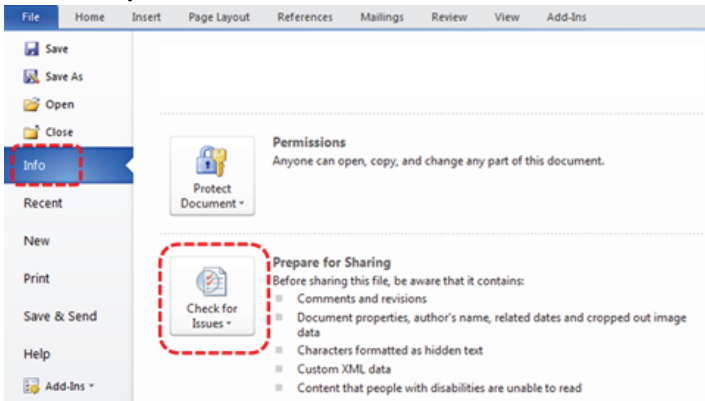 File Home Insert Page Layout References Mailings Review View Add-Ins
Save
Save As
Open
Close
Info
Recent
New
Print
Save & Send
Help
Add-Ins
Permissions
Anyone can open, copy, and change any part of this document.
Protect
Document
Prepare for Sharing
Before sharing this file, be aware that it contains:
Comments and revisions
Document properties, author's name, related dates and cropped out image
data
Characters formatted as hidden text
Custom XML data
Content that people with disabilities are unable to read
Check for
Issues